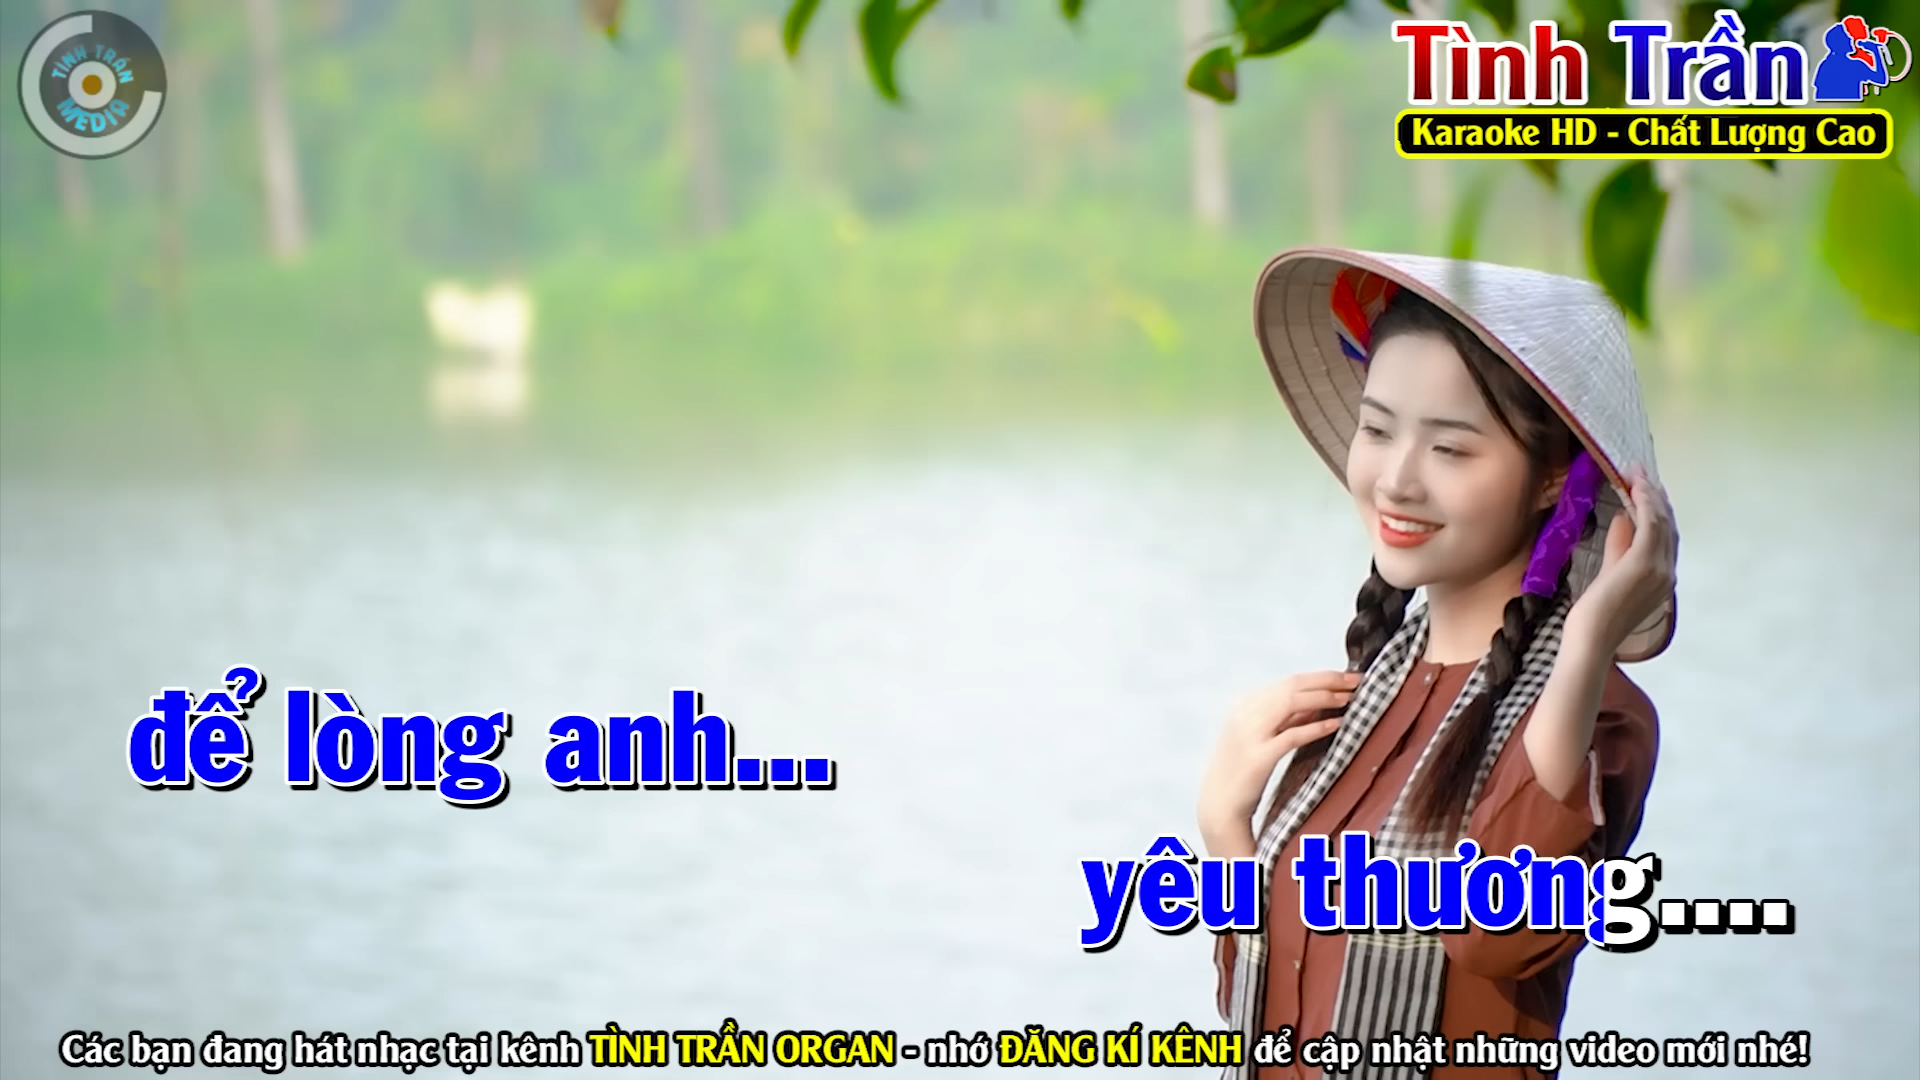 TÌNH TRẦN
MEDIA
Tình Trần
Karaoke HD - Chất Lượng Cao
để lòng anh...
yêu thương....
Các bạn đang hát nhạc tại kênh TÌNH TRẦN ORGAN - nhớ ĐĂNG KÍ KÊNH để cập nhật những video mới nhé!